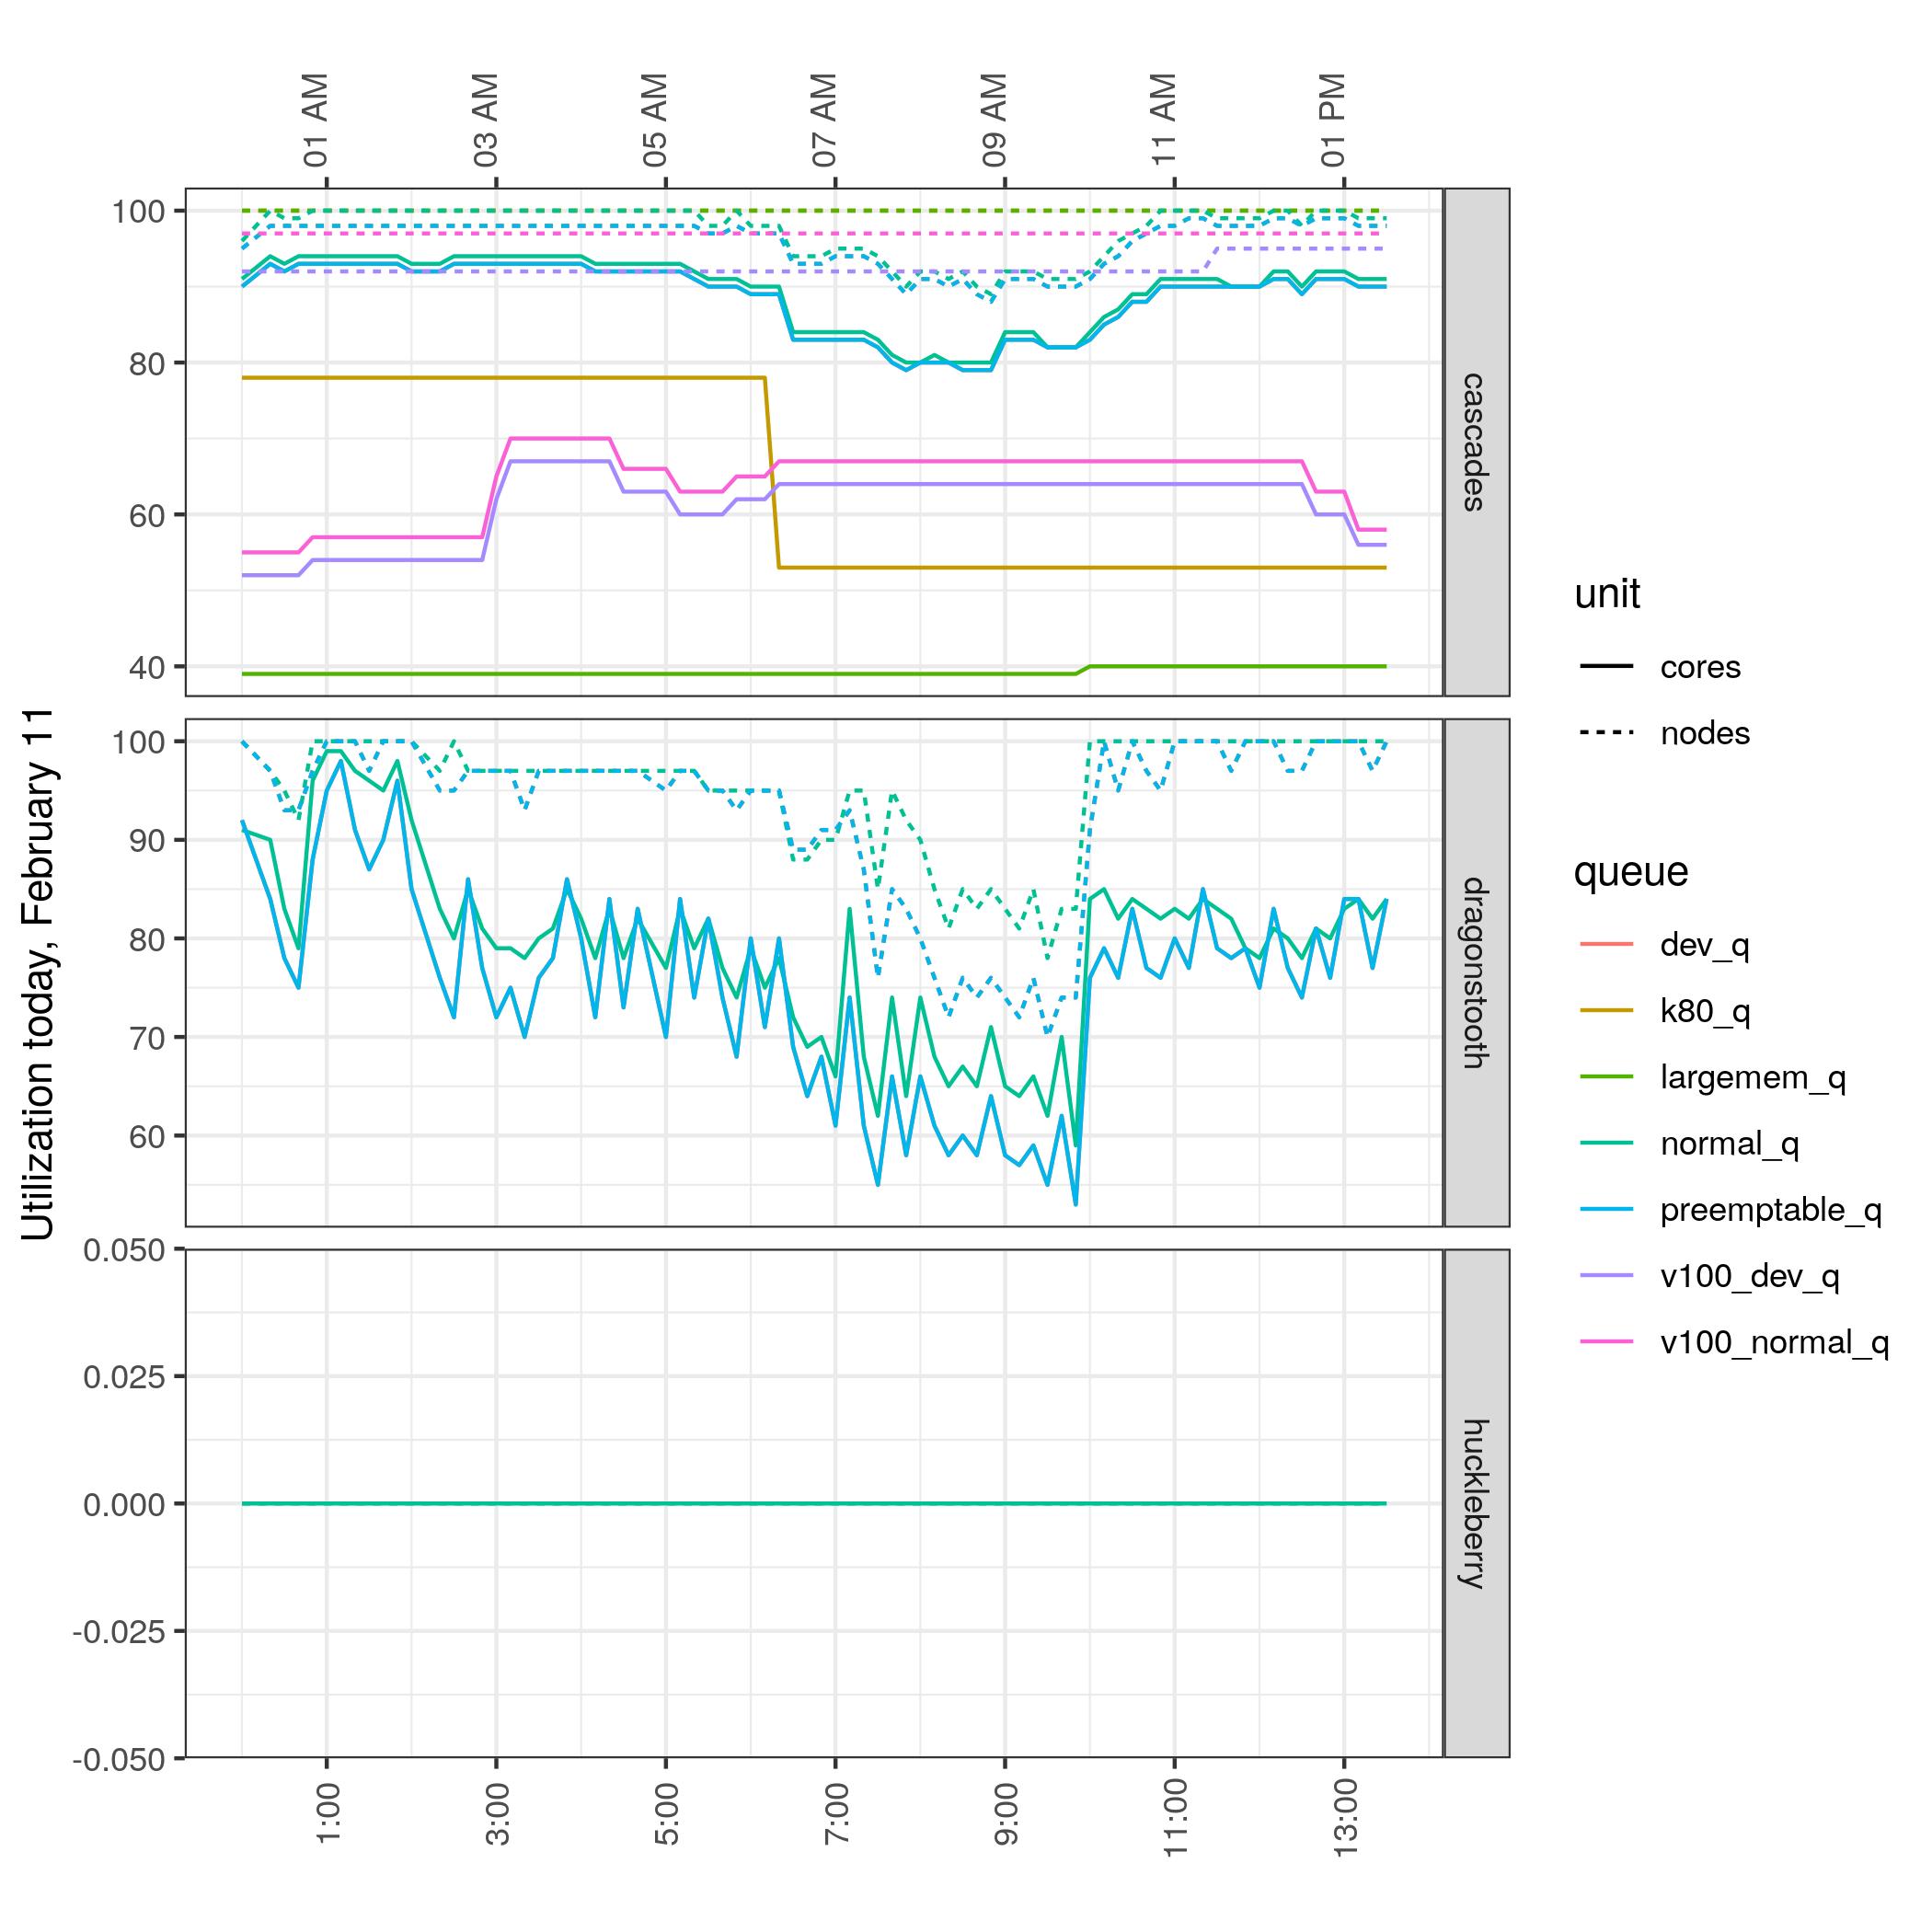 01 AM
03 AM
05 AM
07 AM
09 AM
11 AM
01 PM
Utilization today, February 11
100
80
60
40
cascades
100
90
80
70
60
dragonstooth
0.050
0.025
0.000
-0.025
-0.050
huckleberry
1:00
3:00
5:00
7:00
9:00
11:00
13:00
unit
cores
nodes
queue
dev_q
k80_q
largemem_q
normal_q
preemptable_q
v100_dev_q
v100_normal_q